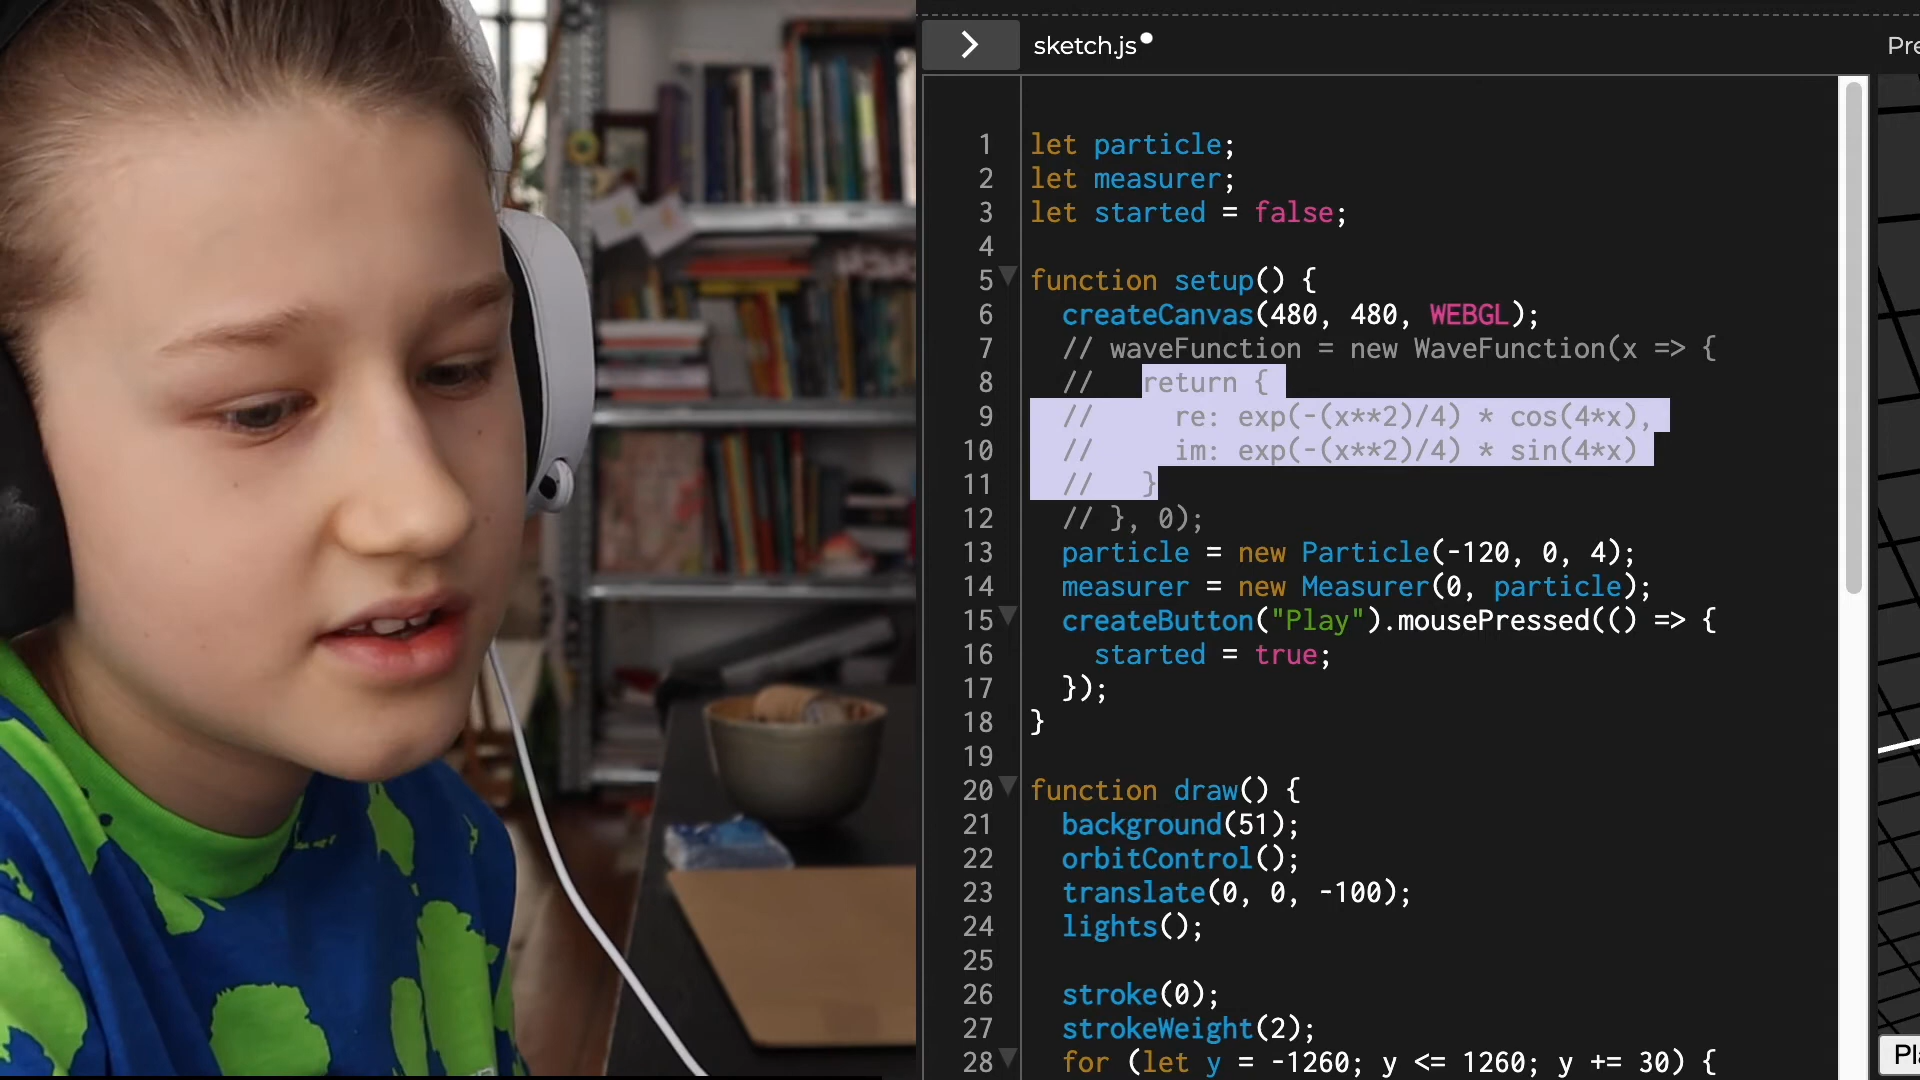 sketch.js
Pre
1 let particle;
2 let measurer;
3 let started = false;
4
5 function setup() {
6 createCanvas(480, 480, WEBGL);
7 // waveFunction = new WaveFunction(x => {
8 // return {
9 // re: exp(-(x**2)/4) * cos(4*x),
10 // im: exp(-(x**2)/4) * sin(4*x)
11 // }
12 // }, 0);
13 particle = new Particle(-120, 0, 4);
14 measurer = new Measurer(0, particle);
15 createButton("Play").mousePressed(() => {
16 started = true;
17 });
18 }
19
20 function draw() {
21 background(51);
22 orbitControl();
23 translate(0, 0, -100);
24 lights();
25
26 stroke(0);
27 strokeWeight(2);
28 for (let y = -1260; y <= 1260; y += 30) {
Pla